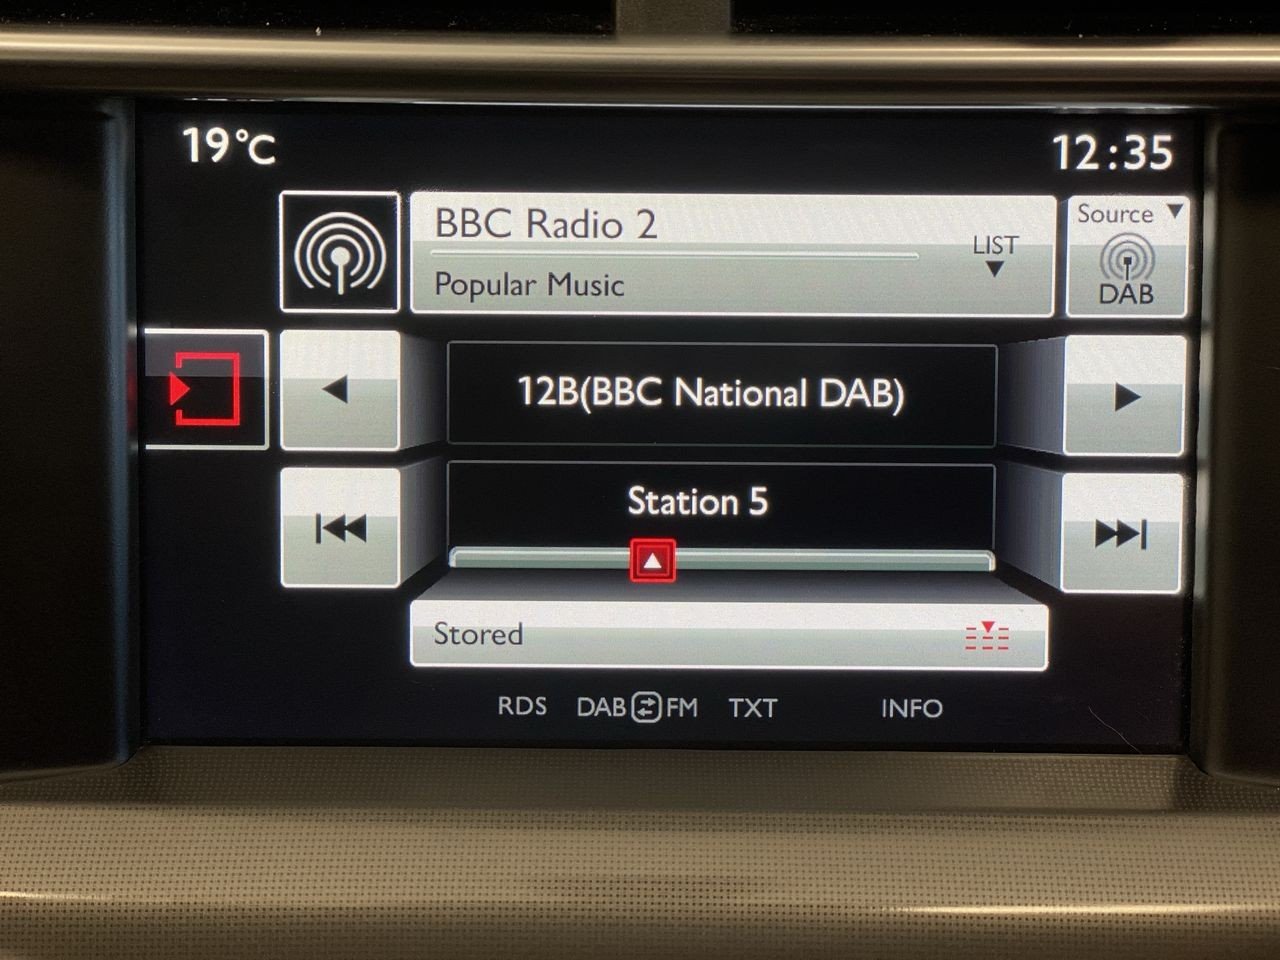 19°C
12:35
BBC Radio 2
Popular Music
LIST
Source
DAB
12B(BBC National DAB)
Station 5
Stored
RDS DAB FM TXT INFO